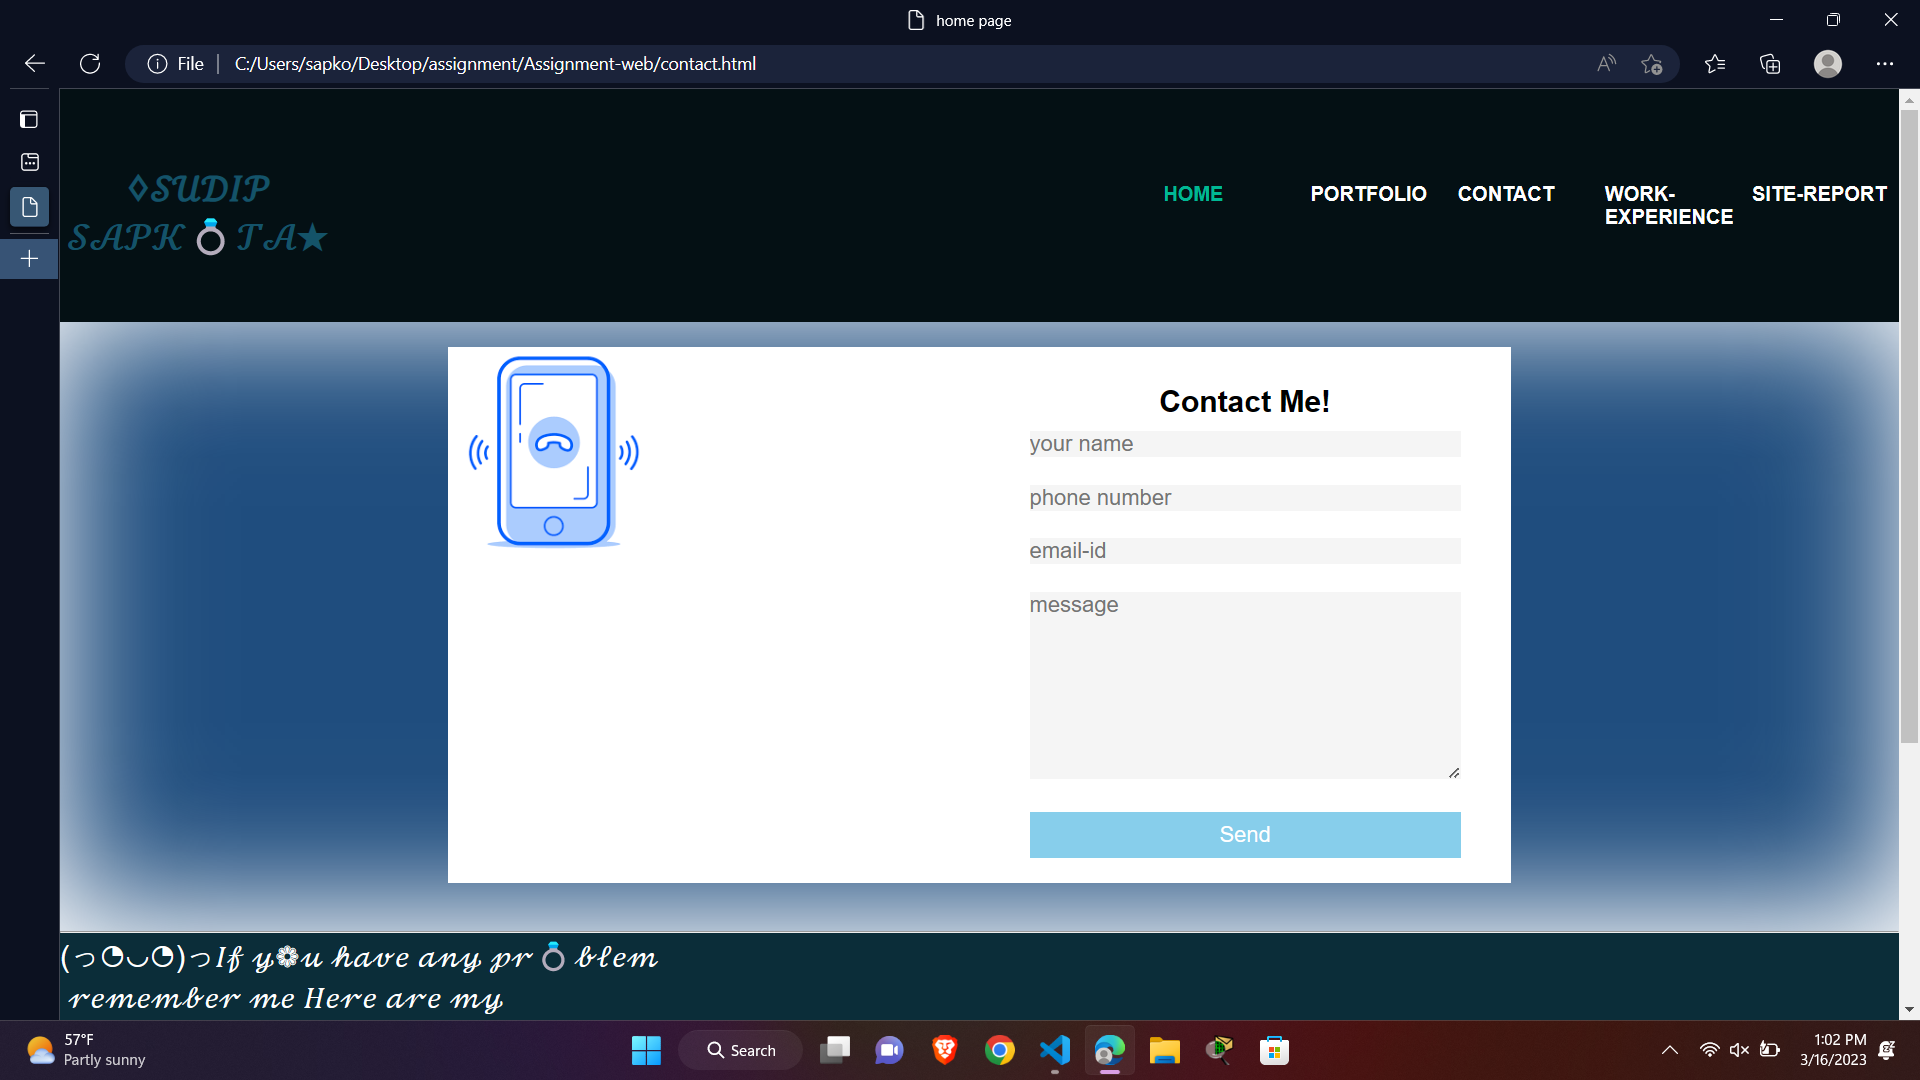 home page
File C:/Users/sapko/Desktop/assignment/Assignment-web/contact.html
◊𝓢𝓤𝓓𝓘𝓟
𝓢𝓐𝓟𝓚💍𝓣𝓐★
HOME
PORTFOLIO
CONTACT
WORK-
EXPERIENCE
SITE-REPORT
Contact Me!
your name
phone number
email-id
message
Send
(っ◔◡◔)っ𝓘𝓯 𝔂❁𝓾 𝓱𝓪𝓿𝓮 𝓪𝓷𝔂 𝓹𝓻💍𝓫𝓵𝓮𝓶
𝓻𝓮𝓶𝓮𝓶𝓫𝓮𝓻 𝓶𝓮 𝓗𝓮𝓻𝓮 𝓪𝓻𝓮 𝓶𝔂
57°F
Partly sunny
Search
1:02 PM
3/16/2023